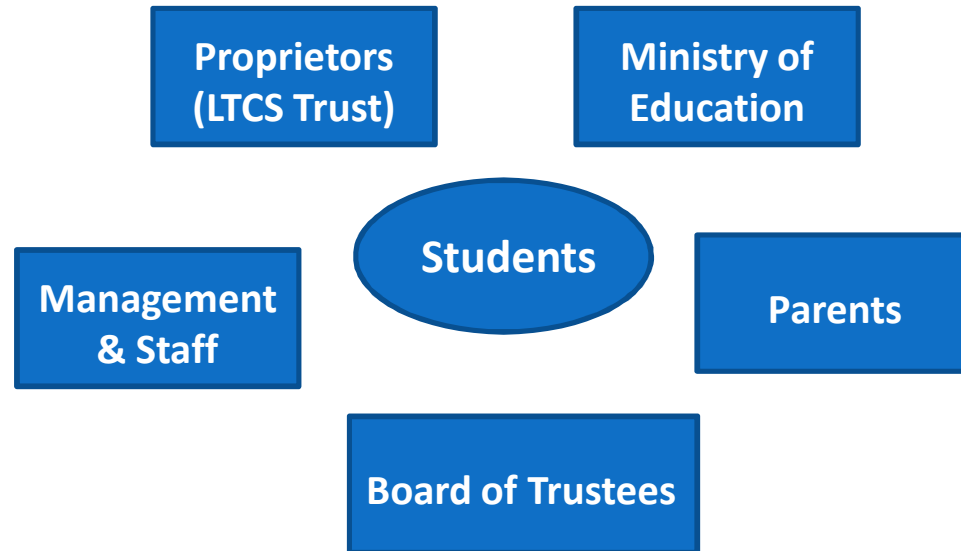 Proprietors
(LTCS Trust)
Ministry of
Education
Students
Management
& Staff
Parents
Board of Trustees